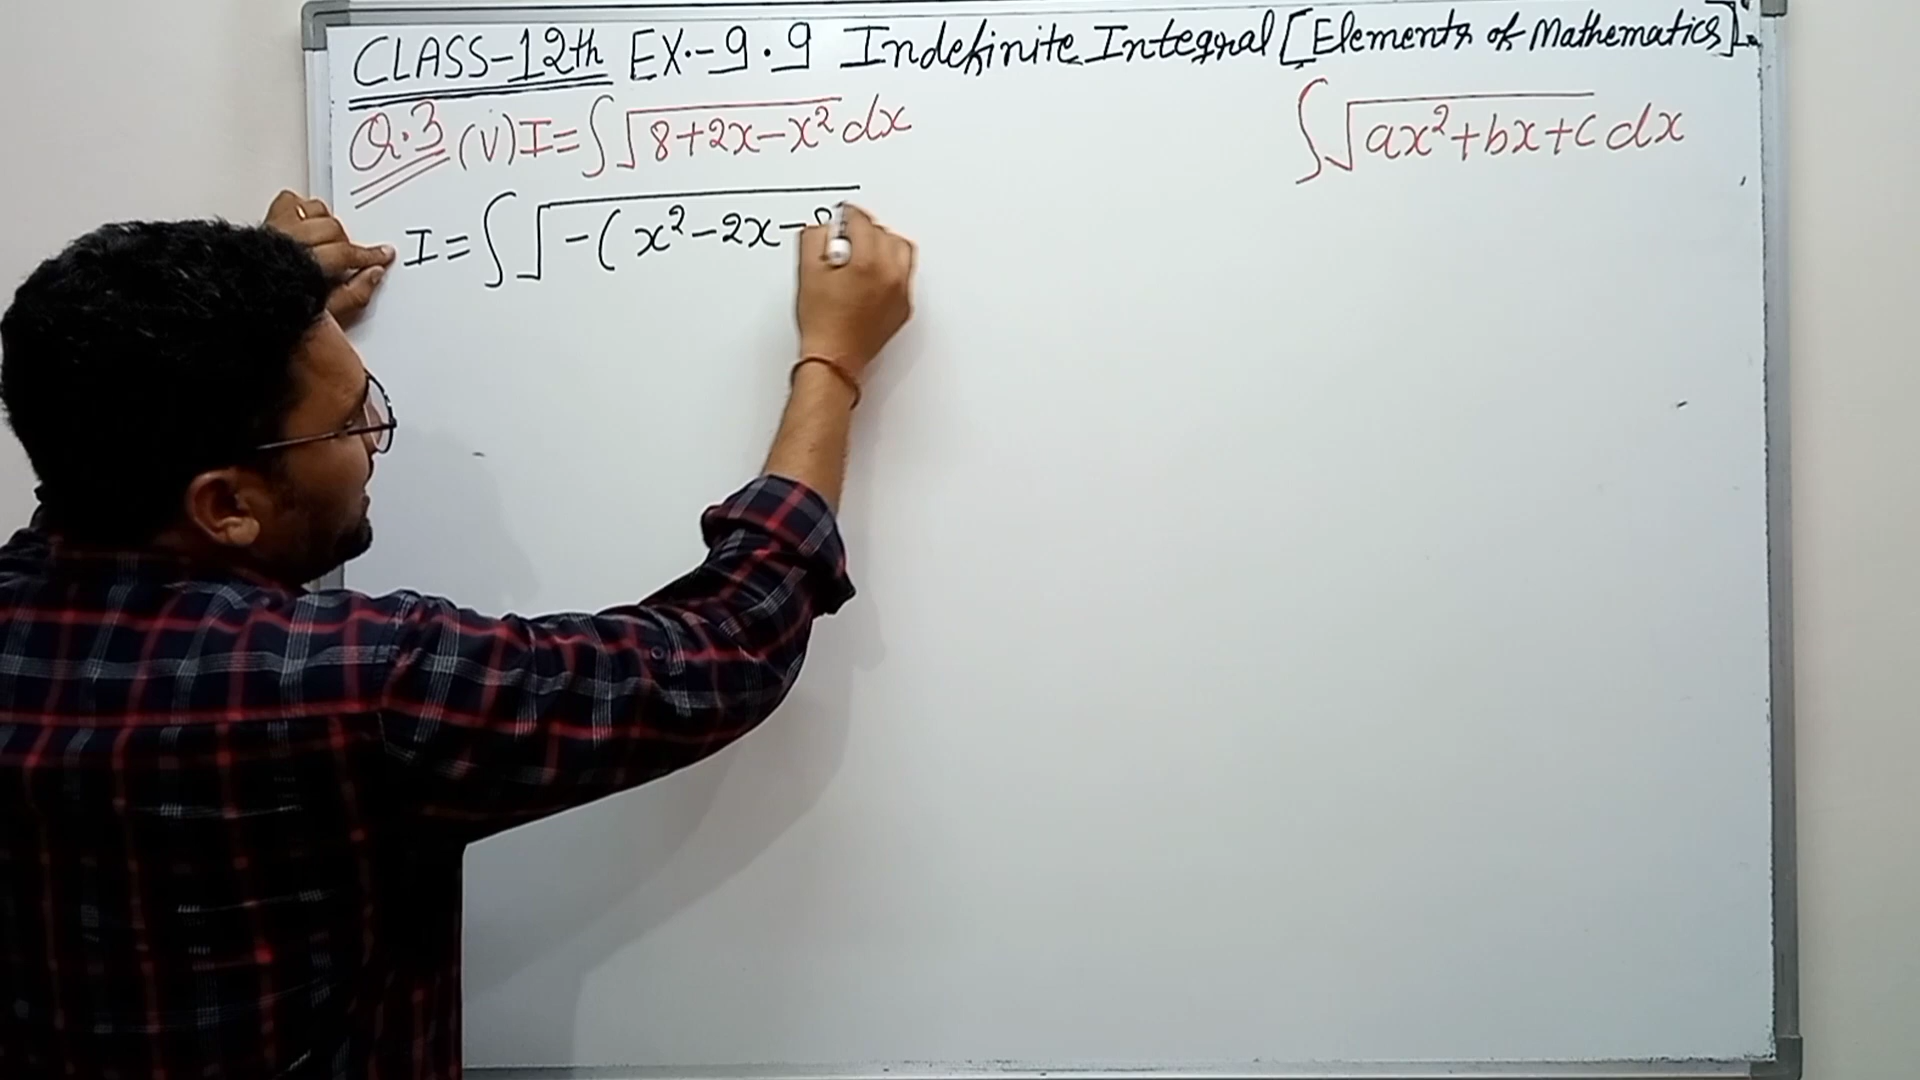 CLASS-12th EX.-9.9 Indefinite Integral [Elements of Mathematics]
Q.3 (V) I=∫√8+2x-x² dx
∫√ax²+bx+c dx
I=∫√-(x²-2x-8